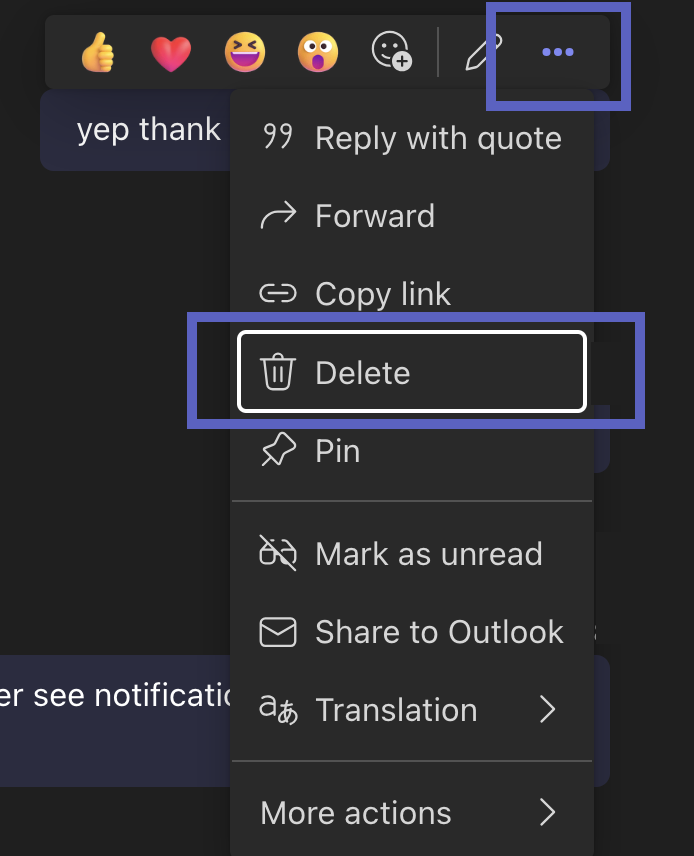 yep thank
Reply with quote
Forward
Copy link
Delete
Pin
Mark as unread
Share to Outlook
er see notificatio
Translation
More actions